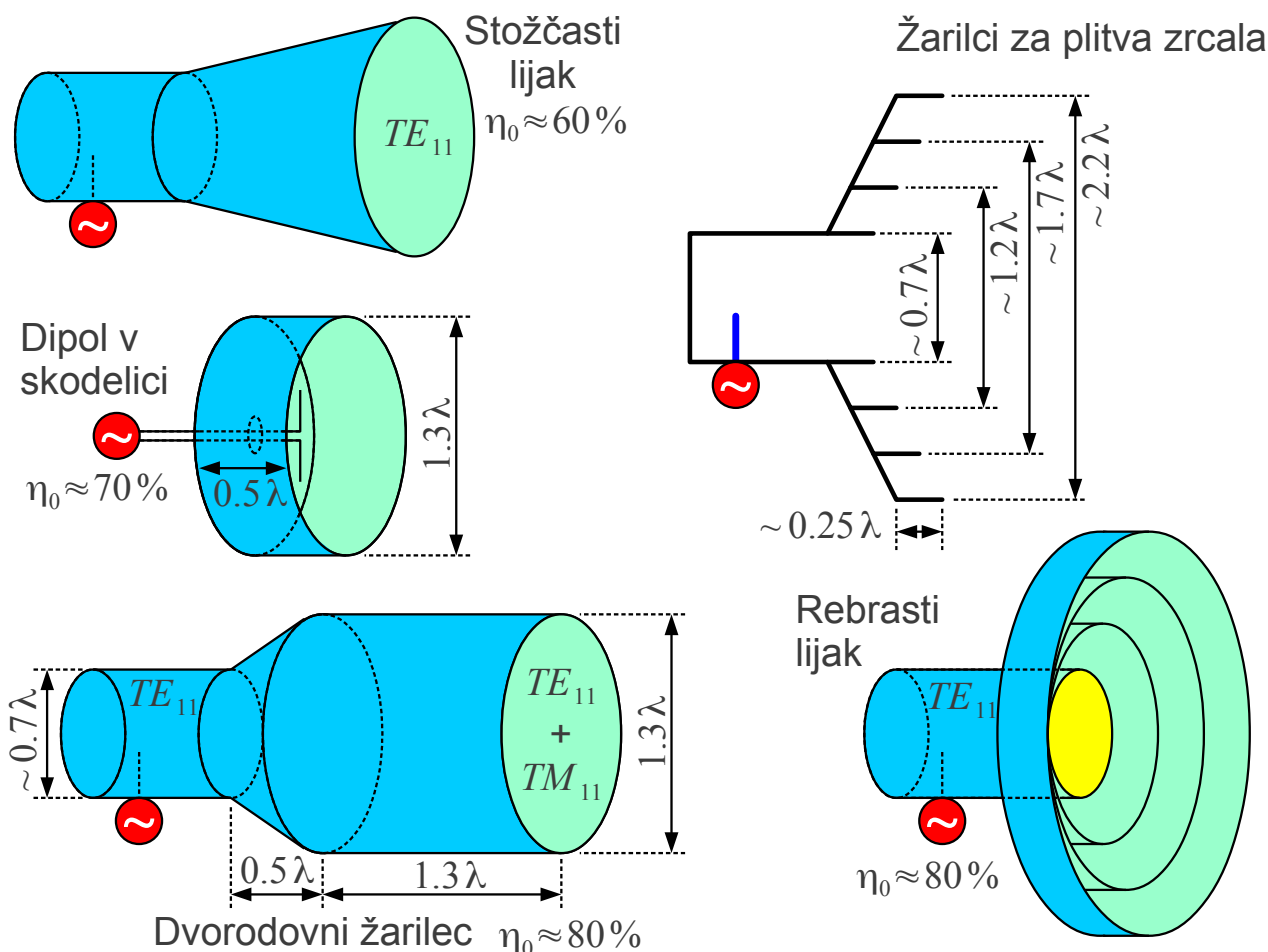 Stožčasti
lijak
η₀≈60%
TE₁₁
Žarilci za plitva zrcala
~0.7λ
~1.2λ
~1.7λ
~2.2λ
~0.25λ
Dipol v
skodelici
η₀≈70%
0.5λ
1.3λ
~0.7λ
TE₁₁
TE₁₁
+
TM₁₁
1.3λ
0.5λ
1.3λ
Dvorodovni žarilec η₀≈80%
Rebrasti
lijak
TE₁₁
η₀≈80%